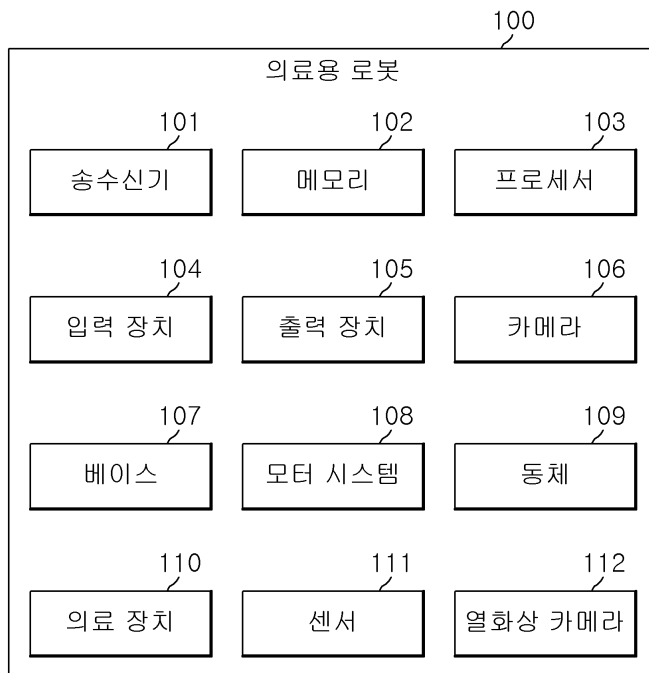 100
의료용 로봇
101 102 103
송수신기 메모리 프로세서
104 105 106
입력 장치 출력 장치 카메라
107 108 109
베이스 모터 시스템 동체
110 111 112
의료 장치 센서 열화상 카메라